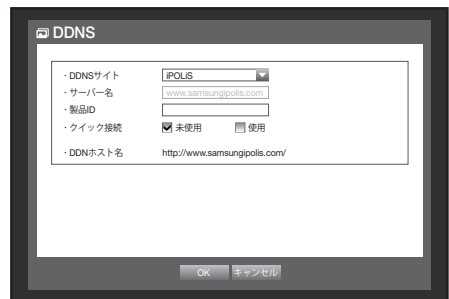 DDNS
・DDNSサイト iPOLiS
・サーバー名 www.samsungipolis.com
・製品ID
・クイック接続 未使用 使用
・DDNホスト名 http://www.samsungipolis.com/
OK キャンセル